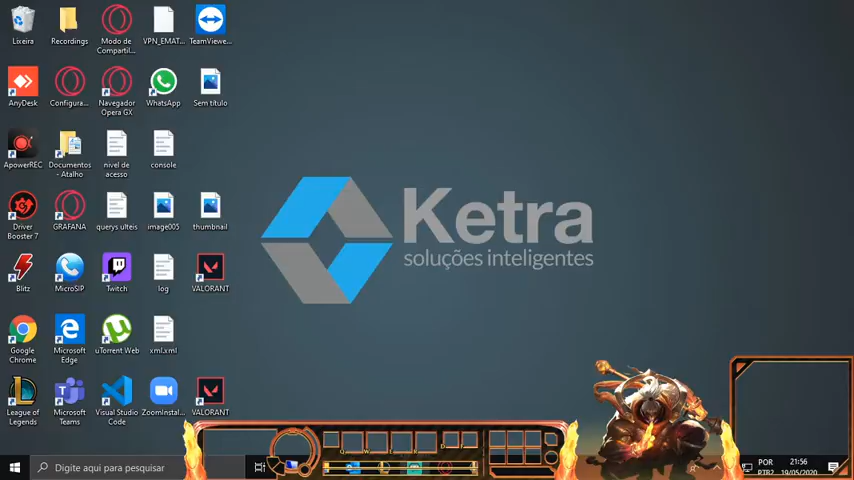 Lixeira
Recordings
Modo de
Compartil...
VPN_EMAT...
TeamViewe...
AnyDesk
Configura...
Navegador
Opera GX
WhatsApp
Sem título
ApowerREC
Documentos
- Atalho
nivel de
acesso
console
Driver
Booster 7
GRAFANA
querys ulteis
image005
thumbnail
Blitz
MicroSIP
Twitch
log
VALORANT
Google
Chrome
Microsoft
Edge
uTorrent Web
xml.xml
League of
Legends
Microsoft
Teams
Visual Studio
Code
ZoomInstal...
VALORANT
Ketra
soluções inteligentes
Q W E R D
Digite aqui para pesquisar
POR
PTB2
21:56
19/05/2020